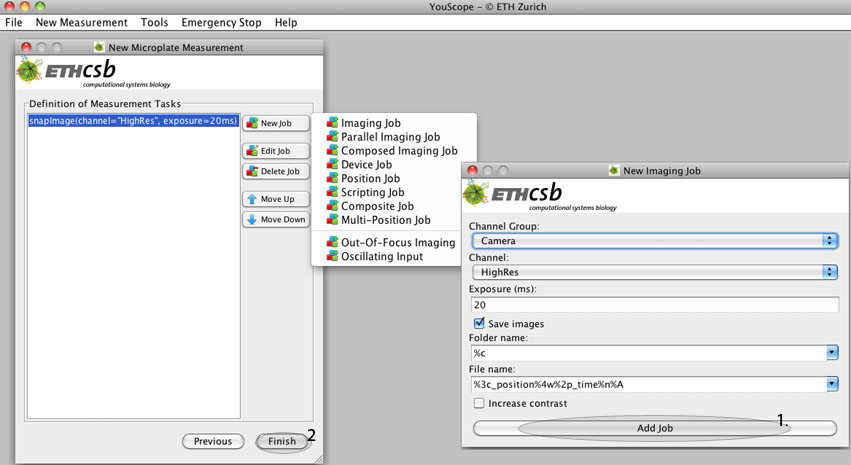 YouScope - © ETH Zurich
File New Measurement Tools Emergency Stop Help
New Microplate Measurement
ETHcsb
computational systems biology
Definition of Measurement Tasks
snapImage(channel="HighRes", exposure=20ms)
New Job
Edit Job
Delete Job
Move Up
Move Down
Previous
Finish
2
Imaging Job
Parallel Imaging Job
Composed Imaging Job
Device Job
Position Job
Scripting Job
Composite Job
Multi-Position Job
Out-Of-Focus Imaging
Oscillating Input
New Imaging Job
ETHcsb
computational systems biology
Channel Group:
Camera
Channel:
HighRes
Exposure (ms):
20
Save images
Folder name:
%c
File name:
%3c_position%4w%2p_time%n%A
Increase contrast
1.
Add Job